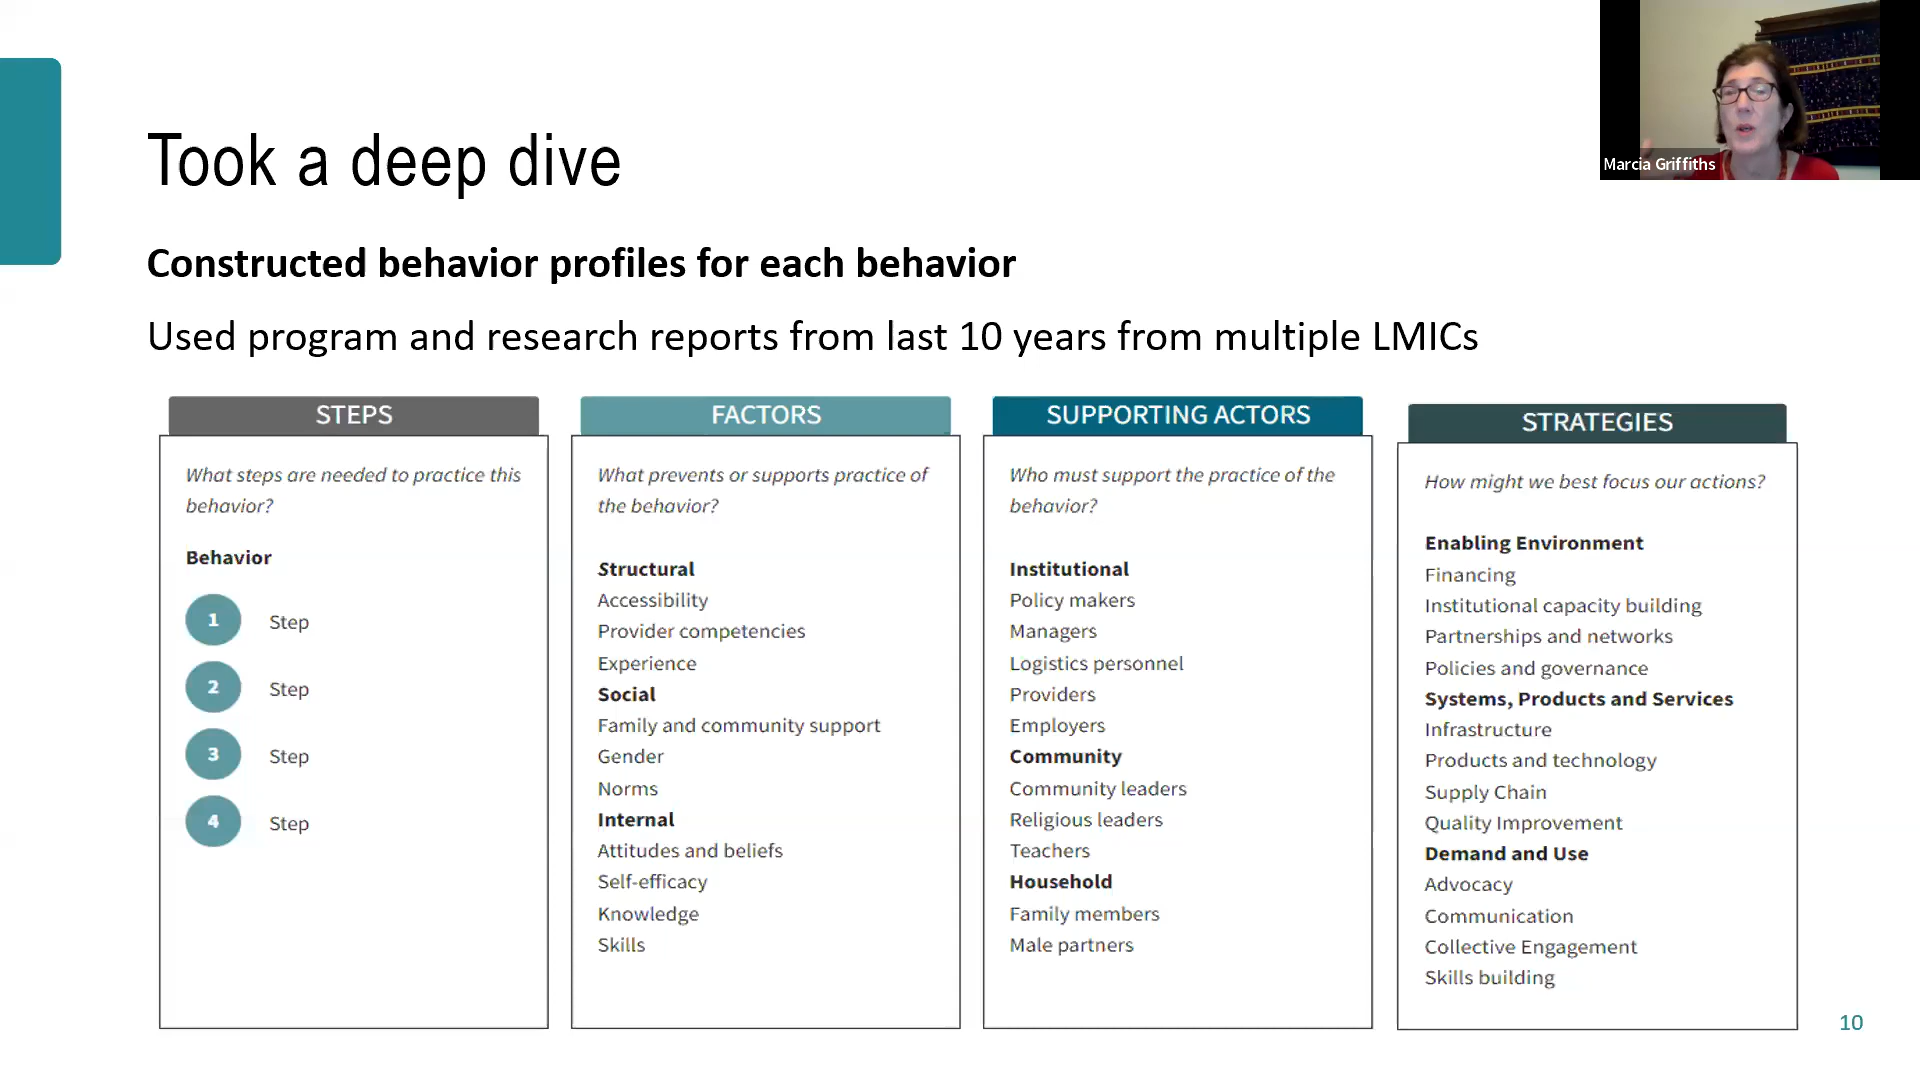 Marcia Griffiths
Took a deep dive
Constructed behavior profiles for each behavior
Used program and research reports from last 10 years from multiple LMICs
STEPS
What steps are needed to practice this
behavior?
Behavior
1 Step
2 Step
3 Step
4 Step
FACTORS
What prevents or supports practice of
the behavior?
Structural
Accessibility
Provider competencies
Experience
Social
Family and community support
Gender
Norms
Internal
Attitudes and beliefs
Self-efficacy
Knowledge
Skills
SUPPORTING ACTORS
Who must support the practice of the
behavior?
Institutional
Policy makers
Managers
Logistics personnel
Providers
Employers
Community
Community leaders
Religious leaders
Teachers
Household
Family members
Male partners
STRATEGIES
How might we best focus our actions?
Enabling Environment
Financing
Institutional capacity building
Partnerships and networks
Policies and governance
Systems, Products and Services
Infrastructure
Products and technology
Supply Chain
Quality Improvement
Demand and Use
Advocacy
Communication
Collective Engagement
Skills building
10